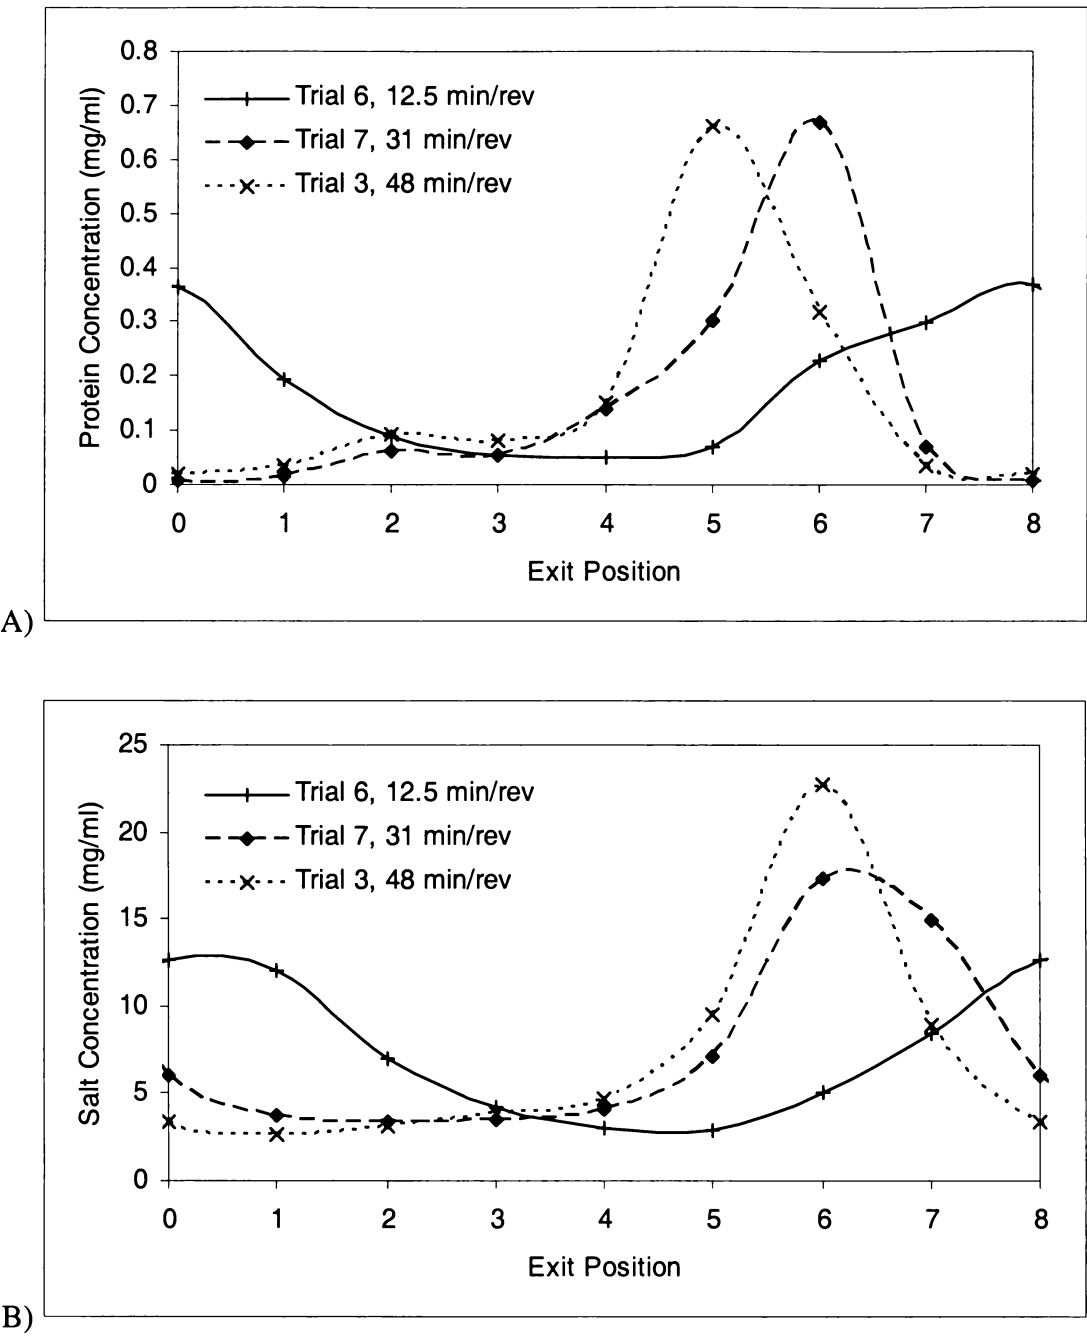 0.8
0.7
0.6
0.5
0.4
0.3
0.2
0.1
0
Protein Concentration (mg/ml)
Trial 6, 12.5 min/rev
Trial 7, 31 min/rev
Trial 3, 48 min/rev
0 1 2 3 4 5 6 7 8
Exit Position
A)
25
20
15
10
5
0
Salt Concentration (mg/ml)
Trial 6, 12.5 min/rev
Trial 7, 31 min/rev
Trial 3, 48 min/rev
0 1 2 3 4 5 6 7 8
Exit Position
B)